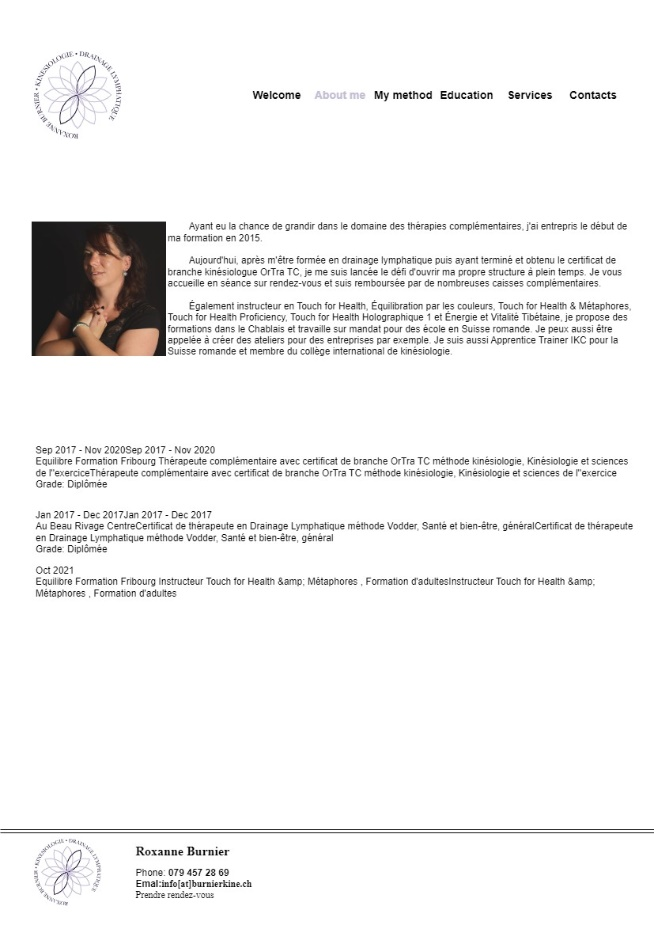 ROXANNE BURNIER • KINÉSIOLOGIE • DRAINAGE LYMPHATIQUE
Welcome About me My method Education Services Contacts
Ayant eu la chance de grandir dans le domaine des thérapies complémentaires, j'ai entrepris le début de
ma formation en 2015.
Aujourd'hui, après m'être formée en drainage lymphatique puis ayant terminé et obtenu le certificat de
branche kinésiologue OrTra TC, je me suis lancée le défi d'ouvrir ma propre structure à plein temps. Je vous
accueille en séance sur rendez-vous et suis remboursée par de nombreuses caisses complémentaires.
Également instructeur en Touch for Health, Équilibration par les couleurs, Touch for Health & Métaphores,
Touch for Health Proficiency, Touch for Health Holographique 1 et Énergie et Vitalité Tibétaine, je propose des
formations dans le Chablais et travaille sur mandat pour des école en Suisse romande. Je peux aussi être
appelée à créer des ateliers pour des entreprises par exemple. Je suis aussi Apprentice Trainer IKC pour la
Suisse romande et membre du collège international de kinésiologie.
Sep 2017 - Nov 2020Sep 2017 - Nov 2020
Equilibre Formation Fribourg Thérapeute complémentaire avec certificat de branche OrTra TC méthode kinésiologie, Kinésiologie et sciences
de l''exerciceThérapeute complémentaire avec certificat de branche OrTra TC méthode kinésiologie, Kinésiologie et sciences de l''exercice
Grade: Diplômée
Jan 2017 - Dec 2017Jan 2017 - Dec 2017
Au Beau Rivage CentreCertificat de thérapeute en Drainage Lymphatique méthode Vodder, Santé et bien-être, généralCertificat de thérapeute
en Drainage Lymphatique méthode Vodder, Santé et bien-être, général
Grade: Diplômée
Oct 2021
Equilibre Formation Fribourg Instructeur Touch for Health &amp; Métaphores , Formation d'adultesInstructeur Touch for Health &amp;
Métaphores , Formation d'adultes
ROXANNE BURNIER • KINÉSIOLOGIE • DRAINAGE LYMPHATIQUE
Roxanne Burnier
Phone: 079 457 28 69
Emal:info[at]burnierkine.ch
Prendre rendez-vous